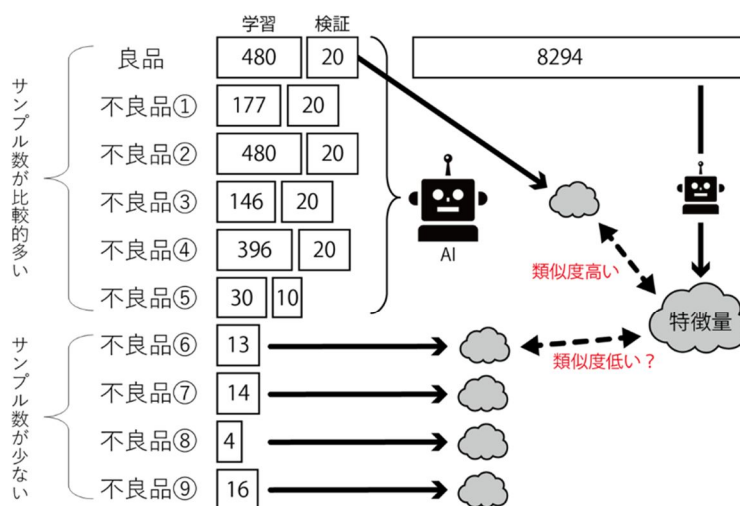 学習 検証
良品 480 20 8294
不良品① 177 20
不良品② 480 20
不良品③ 146 20
不良品④ 396 20
不良品⑤ 30 10
サンプル数が比較的多い
AI
類似度高い
特徴量
不良品⑥ 13
類似度低い？
不良品⑦ 14
不良品⑧ 4
不良品⑨ 16
サンプル数が少ない